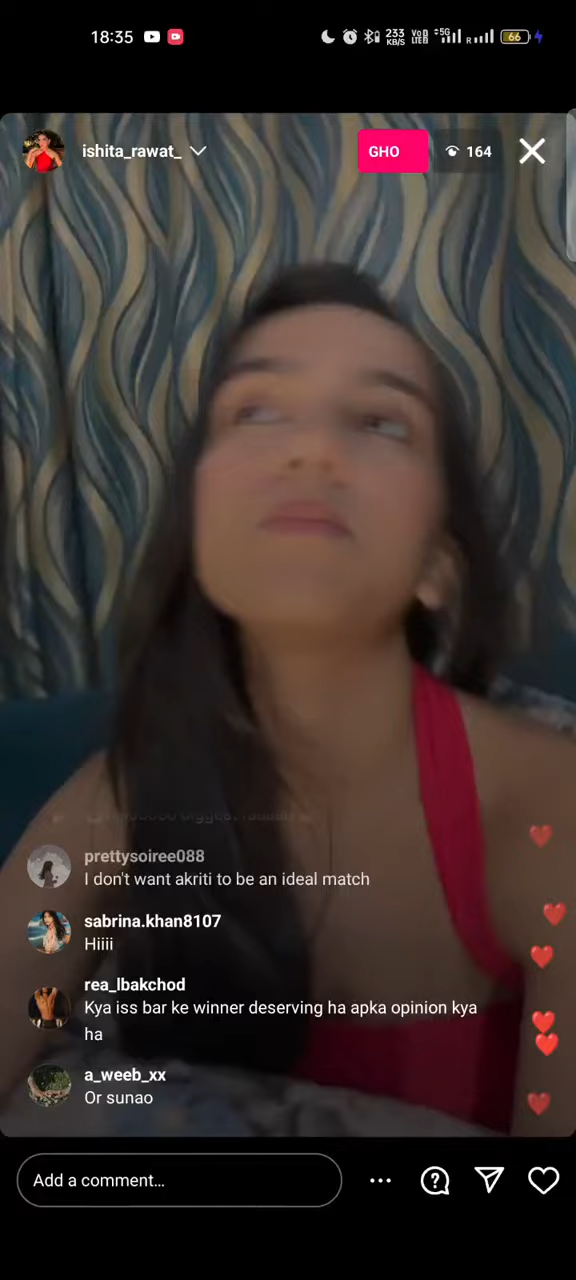 18:35
233
KB/S
Vo
LTE
5G
R
66
ishita_rawat_
GHO
164
prettysoiree088
I don't want akriti to be an ideal match
sabrina.khan8107
Hiiii
rea_lbakchod
Kya iss bar ke winner deserving ha apka opinion kya
ha
a_weeb_xx
Or sunao
Add a comment...